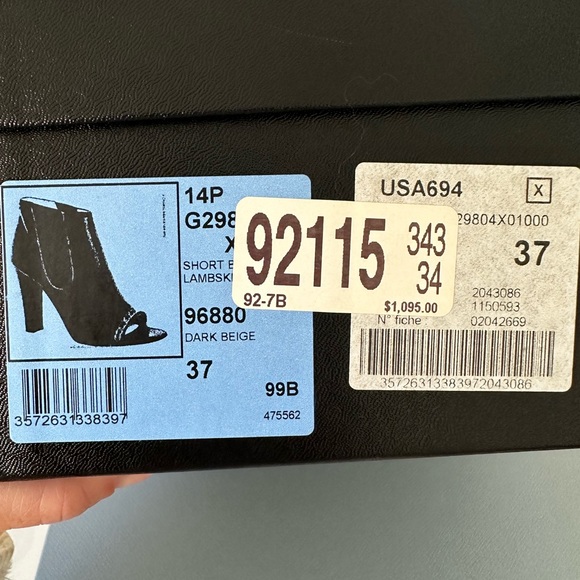 14P
G298
X
SHORT B
LAMBSK
96880
DARK BEIGE
37
99B
3572631338397
475562
92115
343
34
92-7B
$1,095.00
USA694
X
29804X01000
37
2043086
1150593
N° fiche 02042669
35726313383972043086